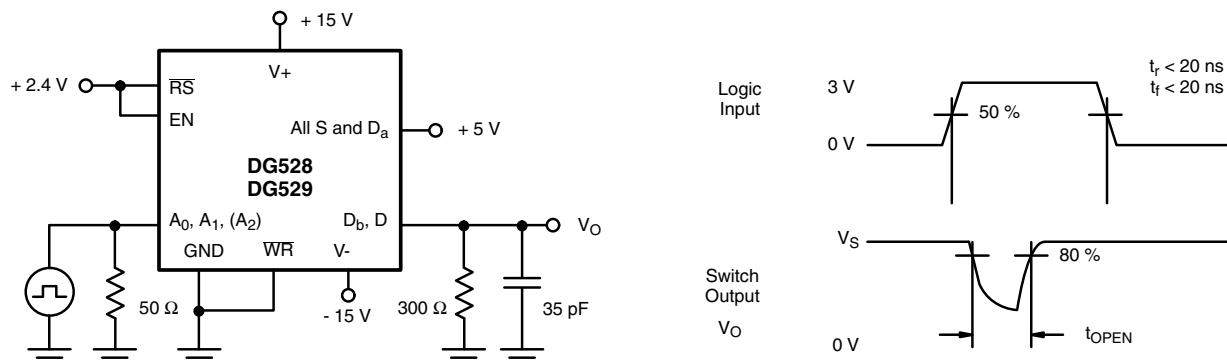 + 15 V
V+
+ 2.4 V
RS
EN
All S and Da
+ 5 V
DG528
DG529
A0, A1, (A2)
Db, D
VO
GND
WR
V-
50 Ω
- 15 V
300 Ω
35 pF
Logic
Input
3 V
0 V
50 %
tr < 20 ns
tf < 20 ns
VS
80 %
Switch
Output
VO
0 V
tOPEN